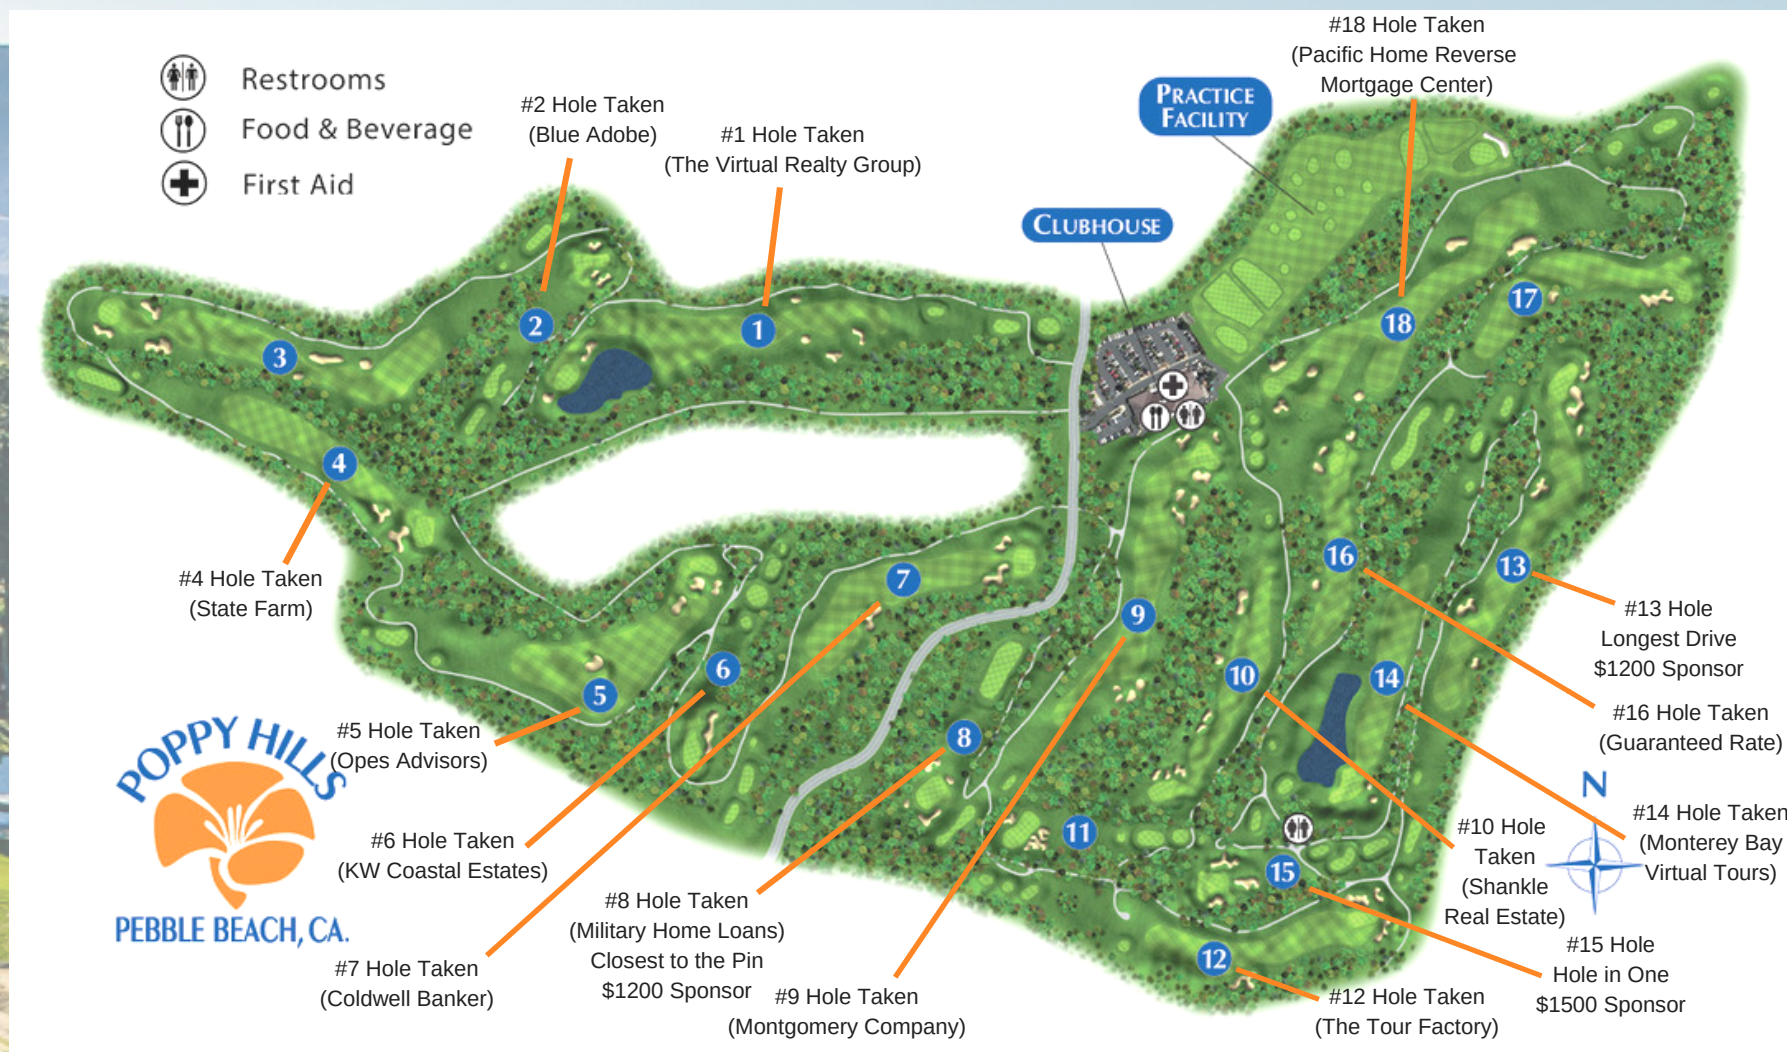 Restrooms
Food & Beverage
First Aid
#2 Hole Taken
(Blue Adobe)
#1 Hole Taken
(The Virtual Realty Group)
#18 Hole Taken
(Pacific Home Reverse
Mortgage Center)
PRACTICE
FACILITY
CLUBHOUSE
1
2
3
4
5
6
7
8
9
10
11
12
13
14
15
16
17
18
#4 Hole Taken
(State Farm)
#5 Hole Taken
(Opes Advisors)
#6 Hole Taken
(KW Coastal Estates)
#7 Hole Taken
(Coldwell Banker)
#8 Hole Taken
(Military Home Loans)
Closest to the Pin
$1200 Sponsor
#9 Hole Taken
(Montgomery Company)
#13 Hole
Longest Drive
$1200 Sponsor
#16 Hole Taken
(Guaranteed Rate)
N
#14 Hole Taken
(Monterey Bay
Virtual Tours)
#10 Hole
Taken
(Shankle
Real Estate)
#15 Hole
Hole in One
$1500 Sponsor
#12 Hole Taken
(The Tour Factory)
POPPY HILLS
PEBBLE BEACH, CA.